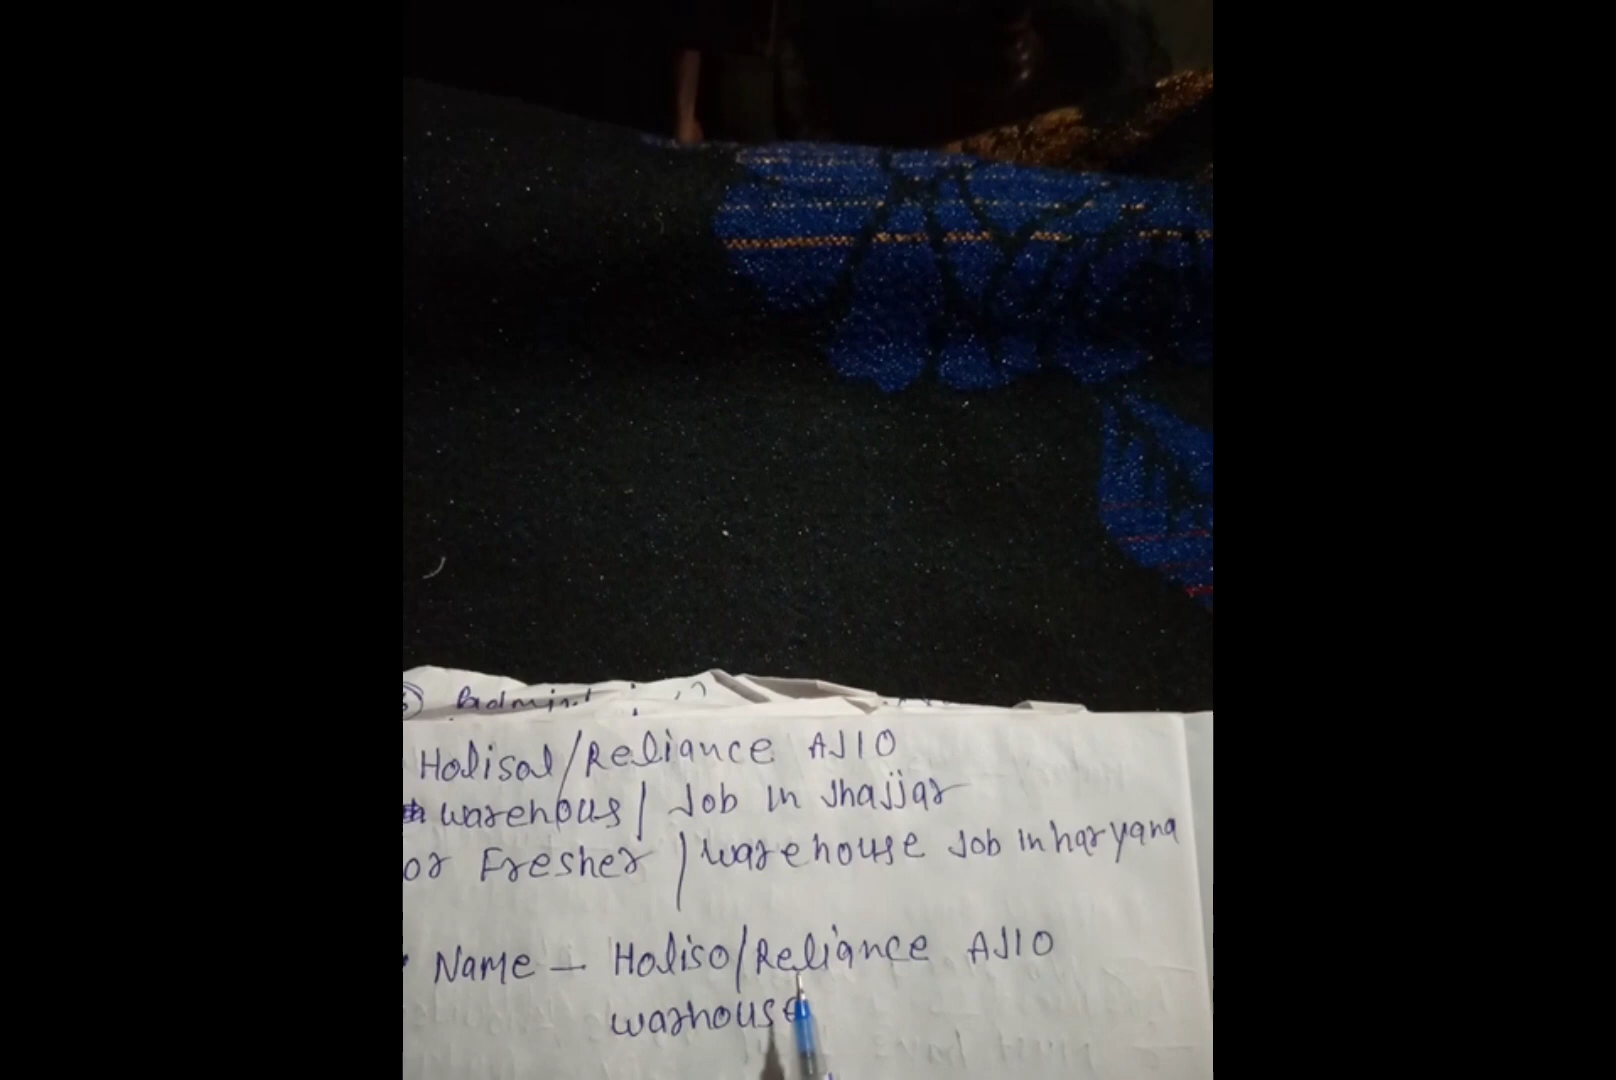 Holisol/Reliance AJIO
warehous/ Job in Jhajjar
or Fresher/warehouse Job in haryana
Name - Holiso/Reliance AJIO
warhouse